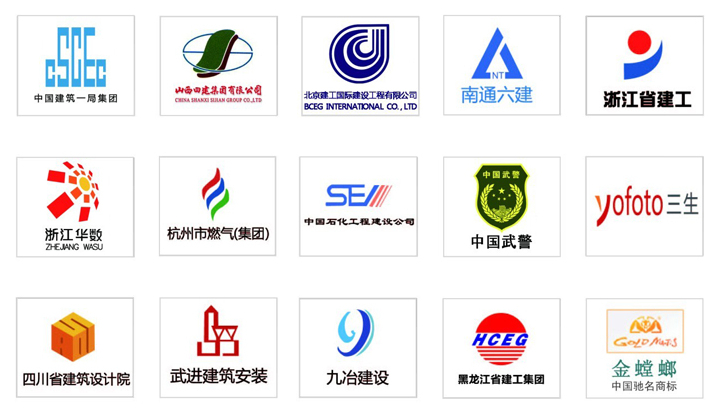 CSCEC
中国建筑一局集团
山西四建集团有限公司
CHINA SHANXI SIJIAN GROUP CO.,LTD
北京建工国际建设工程有限公司
BCEG INTERNATIONAL CO., LTD
NT
南通六建
浙江省建工
浙江华数
ZHEJIANG WASU
杭州市燃气(集团)
SEI
中国石化工程建设公司
中国武警
中国武警
yofoto三生
四川省建筑设计院
武进建筑安装
九冶建设
HCEG
黑龙江省建工集团
GOLD NUTS
金螳螂
中国驰名商标